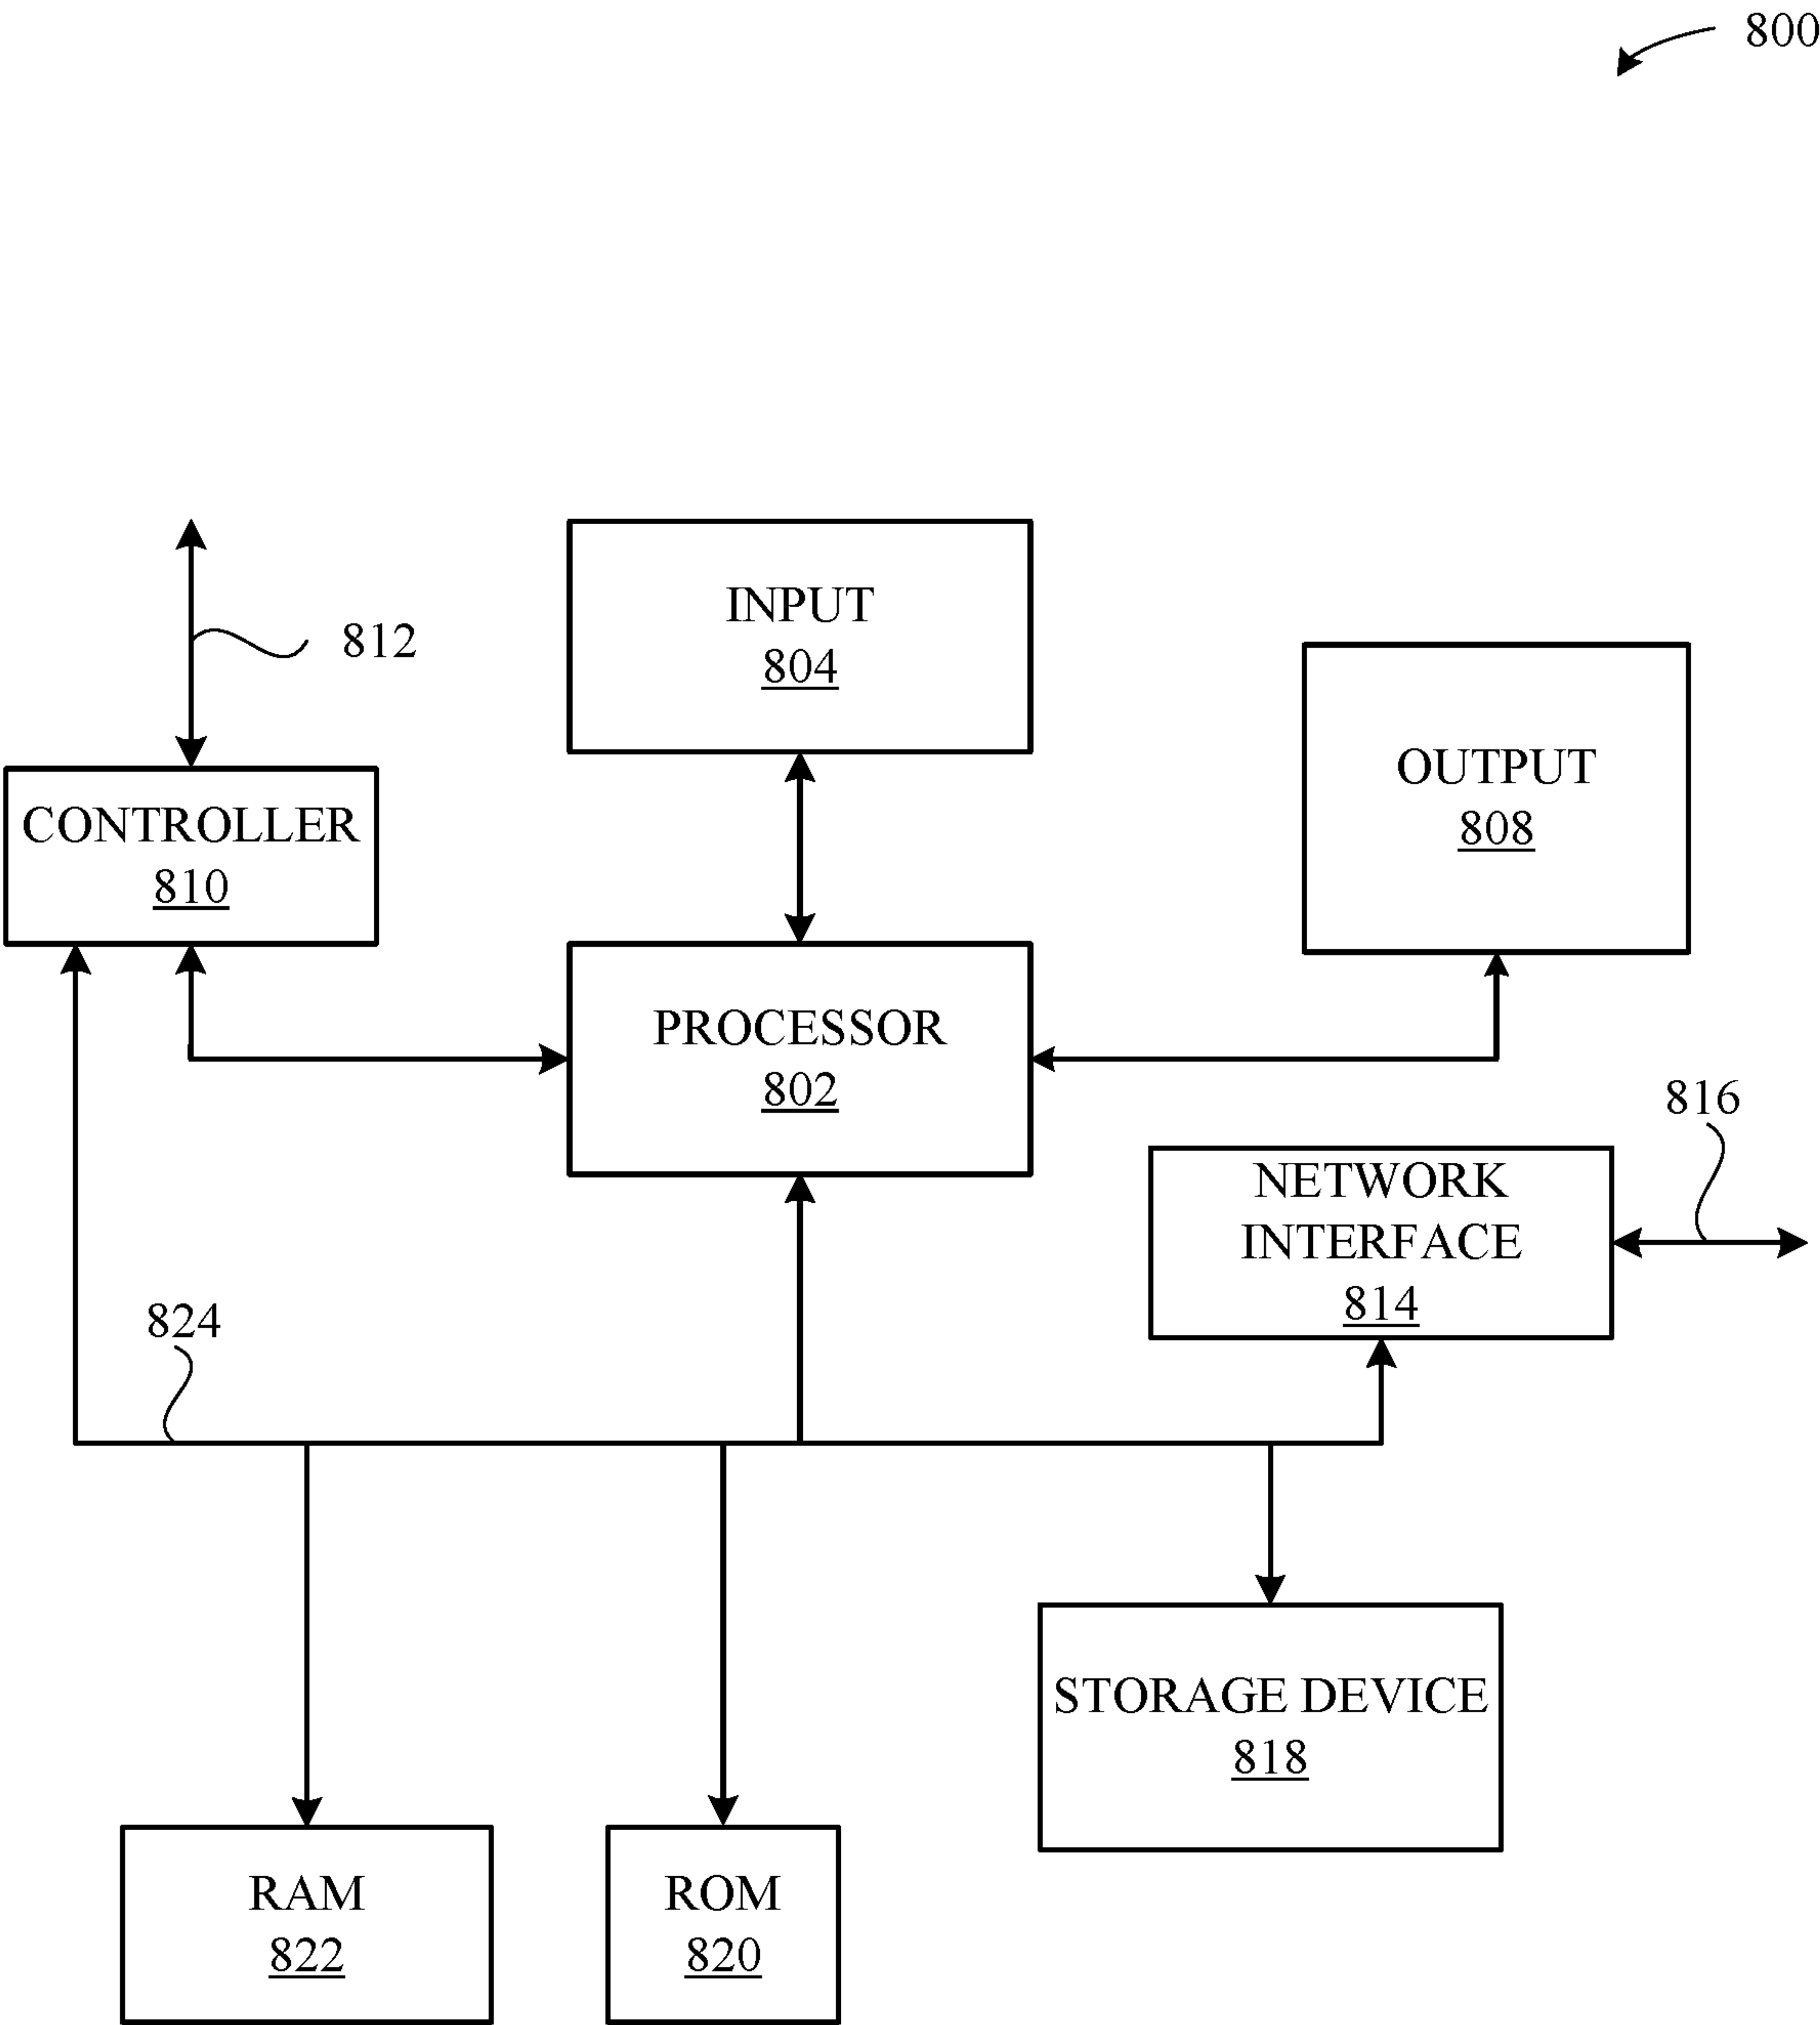 800
INPUT
804
812
OUTPUT
808
CONTROLLER
810
PROCESSOR
802
816
NETWORK
INTERFACE
814
824
STORAGE DEVICE
818
RAM
822
ROM
820